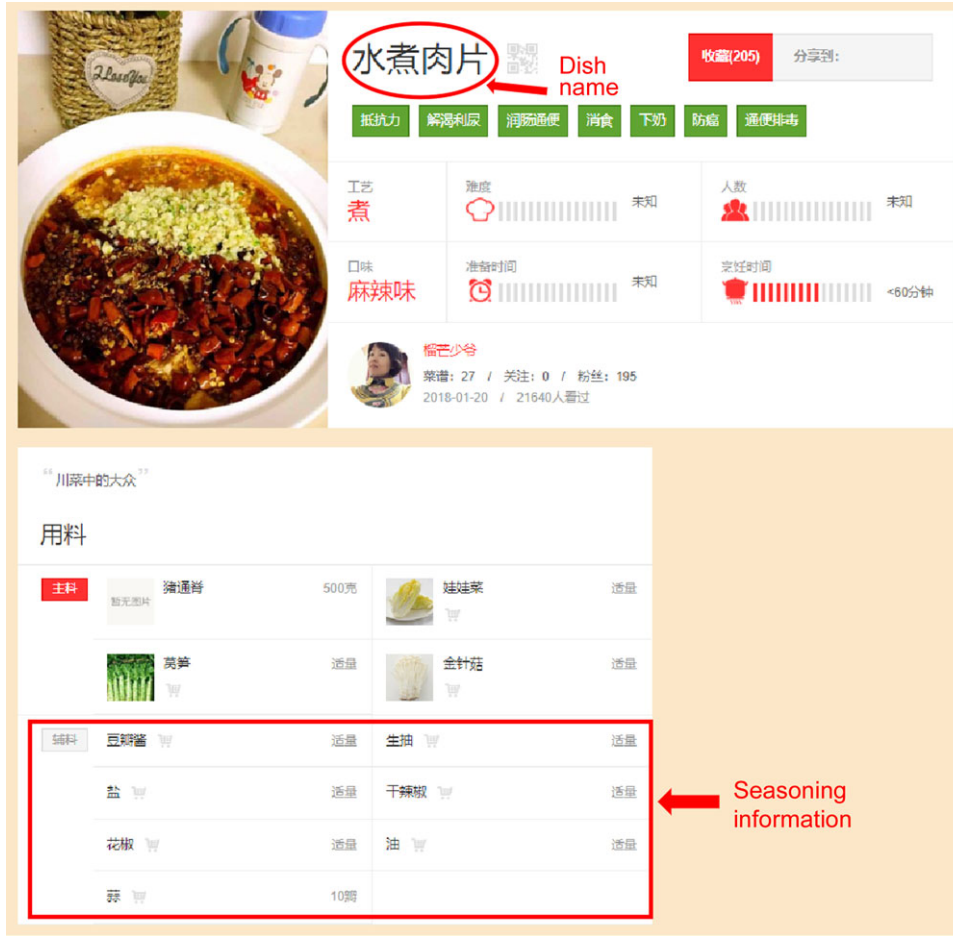 I Love You
水煮肉片
Dish
name
收藏(205)
分享到:
抵抗力 解渴利尿 润肠通便 消食 下奶 防癌 通便排毒
工艺
煮
难度
未知
人数
未知
口味
麻辣味
准备时间
未知
烹饪时间
<60分钟
榴芒少谷
菜谱: 27 / 关注: 0 / 粉丝: 195
2018-01-20 / 21640人看过
“川菜中的大众”
用料
主料 暂无图片 猪通脊 500克 娃娃菜 适量
莴笋 适量 金针菇 适量
辅料 豆瓣酱 适量 生抽 适量
盐 适量 干辣椒 适量
花椒 适量 油 适量
蒜 10瓣
Seasoning
information